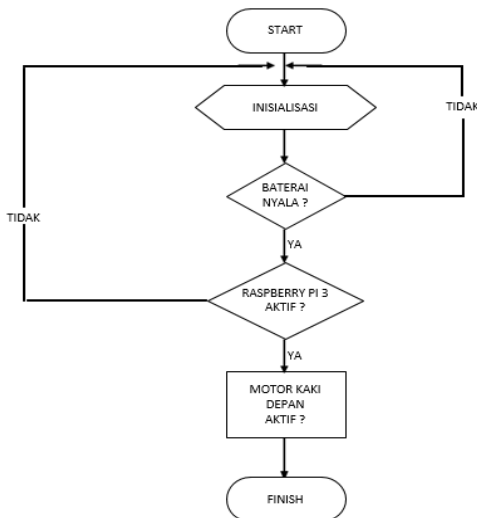 START
INISIALISASI
TIDAK
BATERAI
NYALA ?
TIDAK
YA
RASPBERRY PI 3
AKTIF ?
YA
MOTOR KAKI
DEPAN
AKTIF ?
FINISH